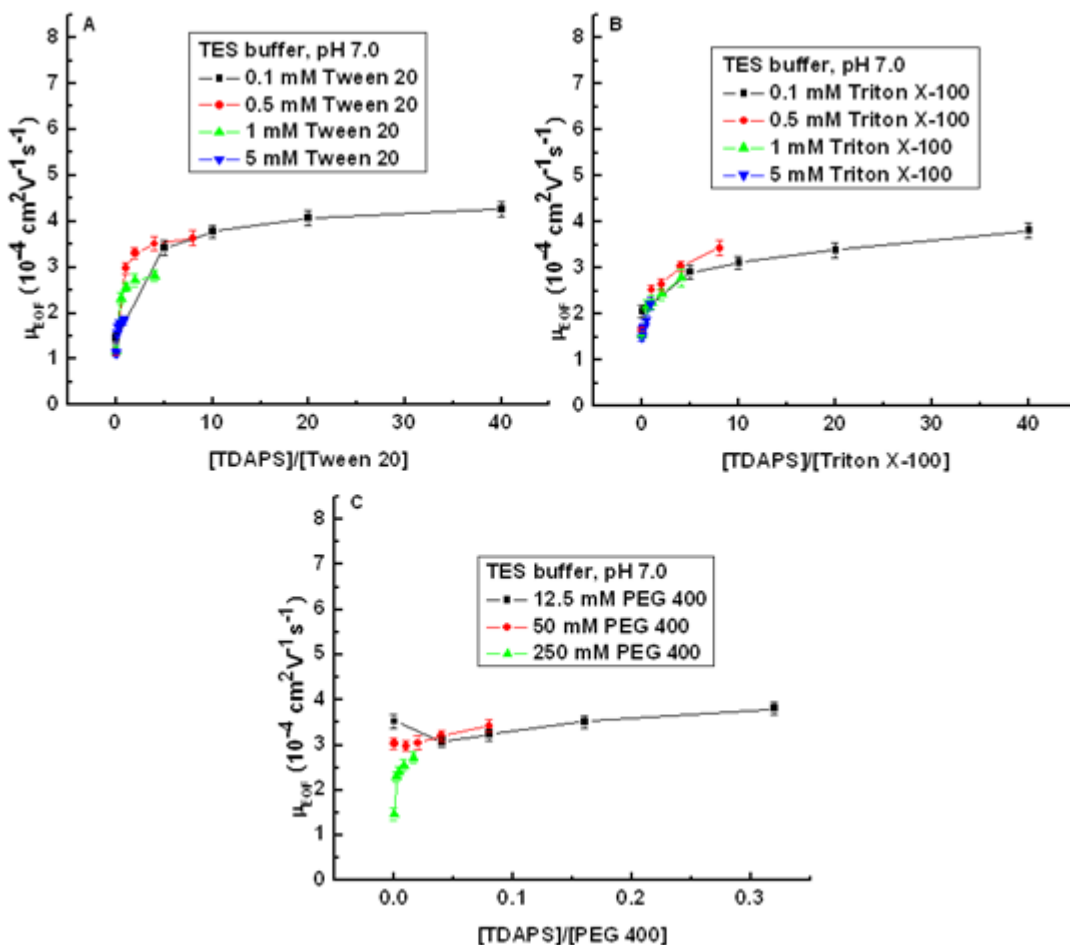 A
TES buffer, pH 7.0
0.1 mM Tween 20
0.5 mM Tween 20
1 mM Tween 20
5 mM Tween 20
μEOF (10⁻⁴ cm²V⁻¹s⁻¹)
8
7
6
5
4
3
2
1
0
0 10 20 30 40
[TDAPS]/[Tween 20]
B
TES buffer, pH 7.0
0.1 mM Triton X-100
0.5 mM Triton X-100
1 mM Triton X-100
5 mM Triton X-100
μEOF (10⁻⁴ cm²V⁻¹s⁻¹)
8
7
6
5
4
3
2
1
0
0 10 20 30 40
[TDAPS]/[Triton X-100]
C
TES buffer, pH 7.0
12.5 mM PEG 400
50 mM PEG 400
250 mM PEG 400
μEOF (10⁻⁴ cm²V⁻¹s⁻¹)
8
7
6
5
4
3
2
1
0
0.0 0.1 0.2 0.3
[TDAPS]/[PEG 400]